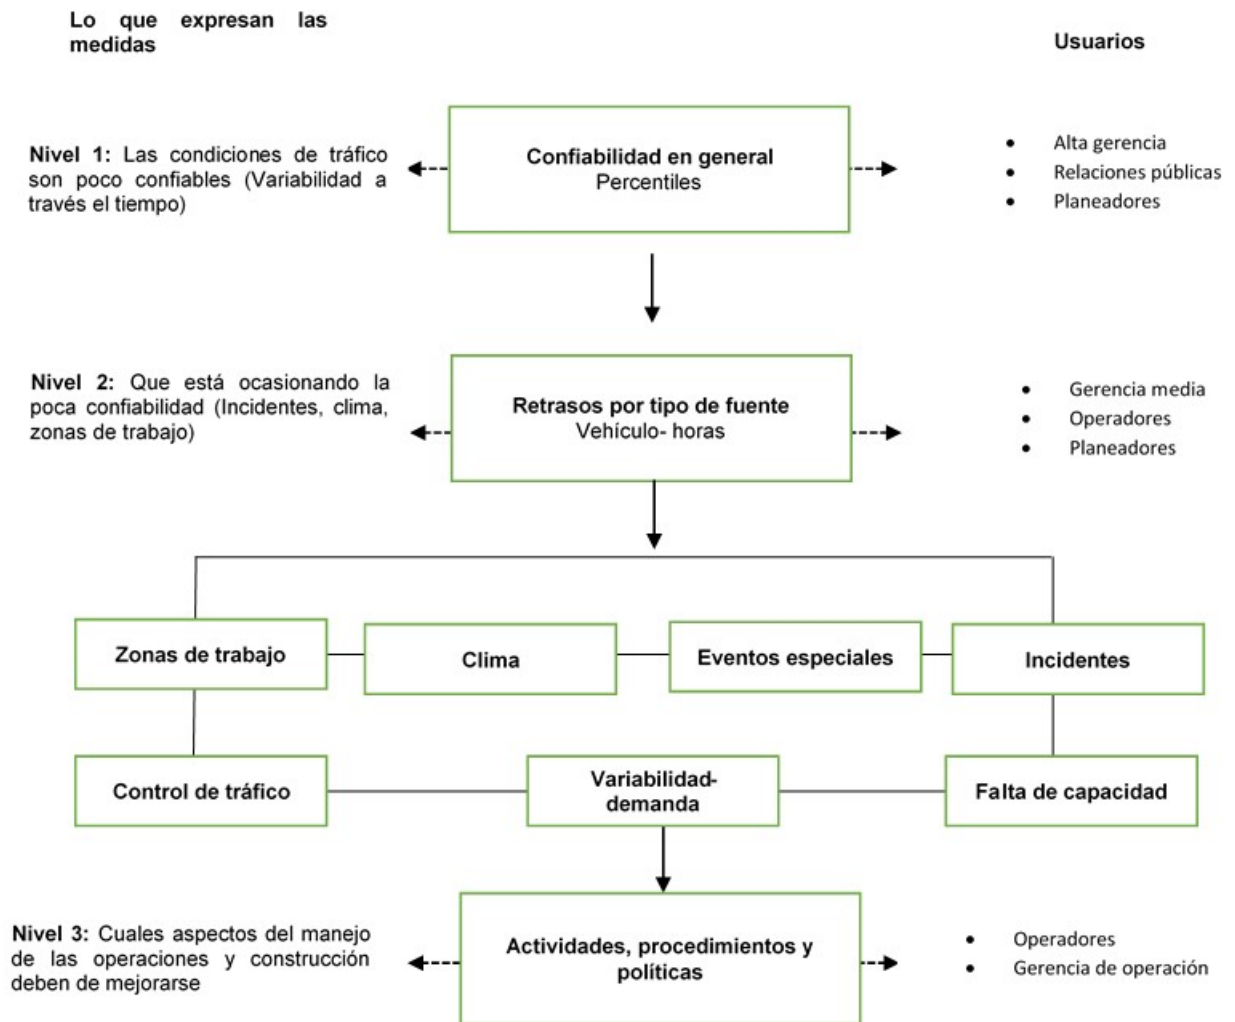 Lo que expresan las
medidas
Usuarios
Nivel 1: Las condiciones de tráfico
son poco confiables (Variabilidad a
través el tiempo)
Confiabilidad en general
Percentiles
• Alta gerencia
• Relaciones públicas
• Planeadores
Nivel 2: Que está ocasionando la
poca confiabilidad (Incidentes, clima,
zonas de trabajo)
Retrasos por tipo de fuente
Vehículo- horas
• Gerencia media
• Operadores
• Planeadores
Zonas de trabajo
Clima
Eventos especiales
Incidentes
Control de tráfico
Variabilidad-
demanda
Falta de capacidad
Nivel 3: Cuales aspectos del manejo
de las operaciones y construcción
deben de mejorarse
Actividades, procedimientos y
políticas
• Operadores
• Gerencia de operación